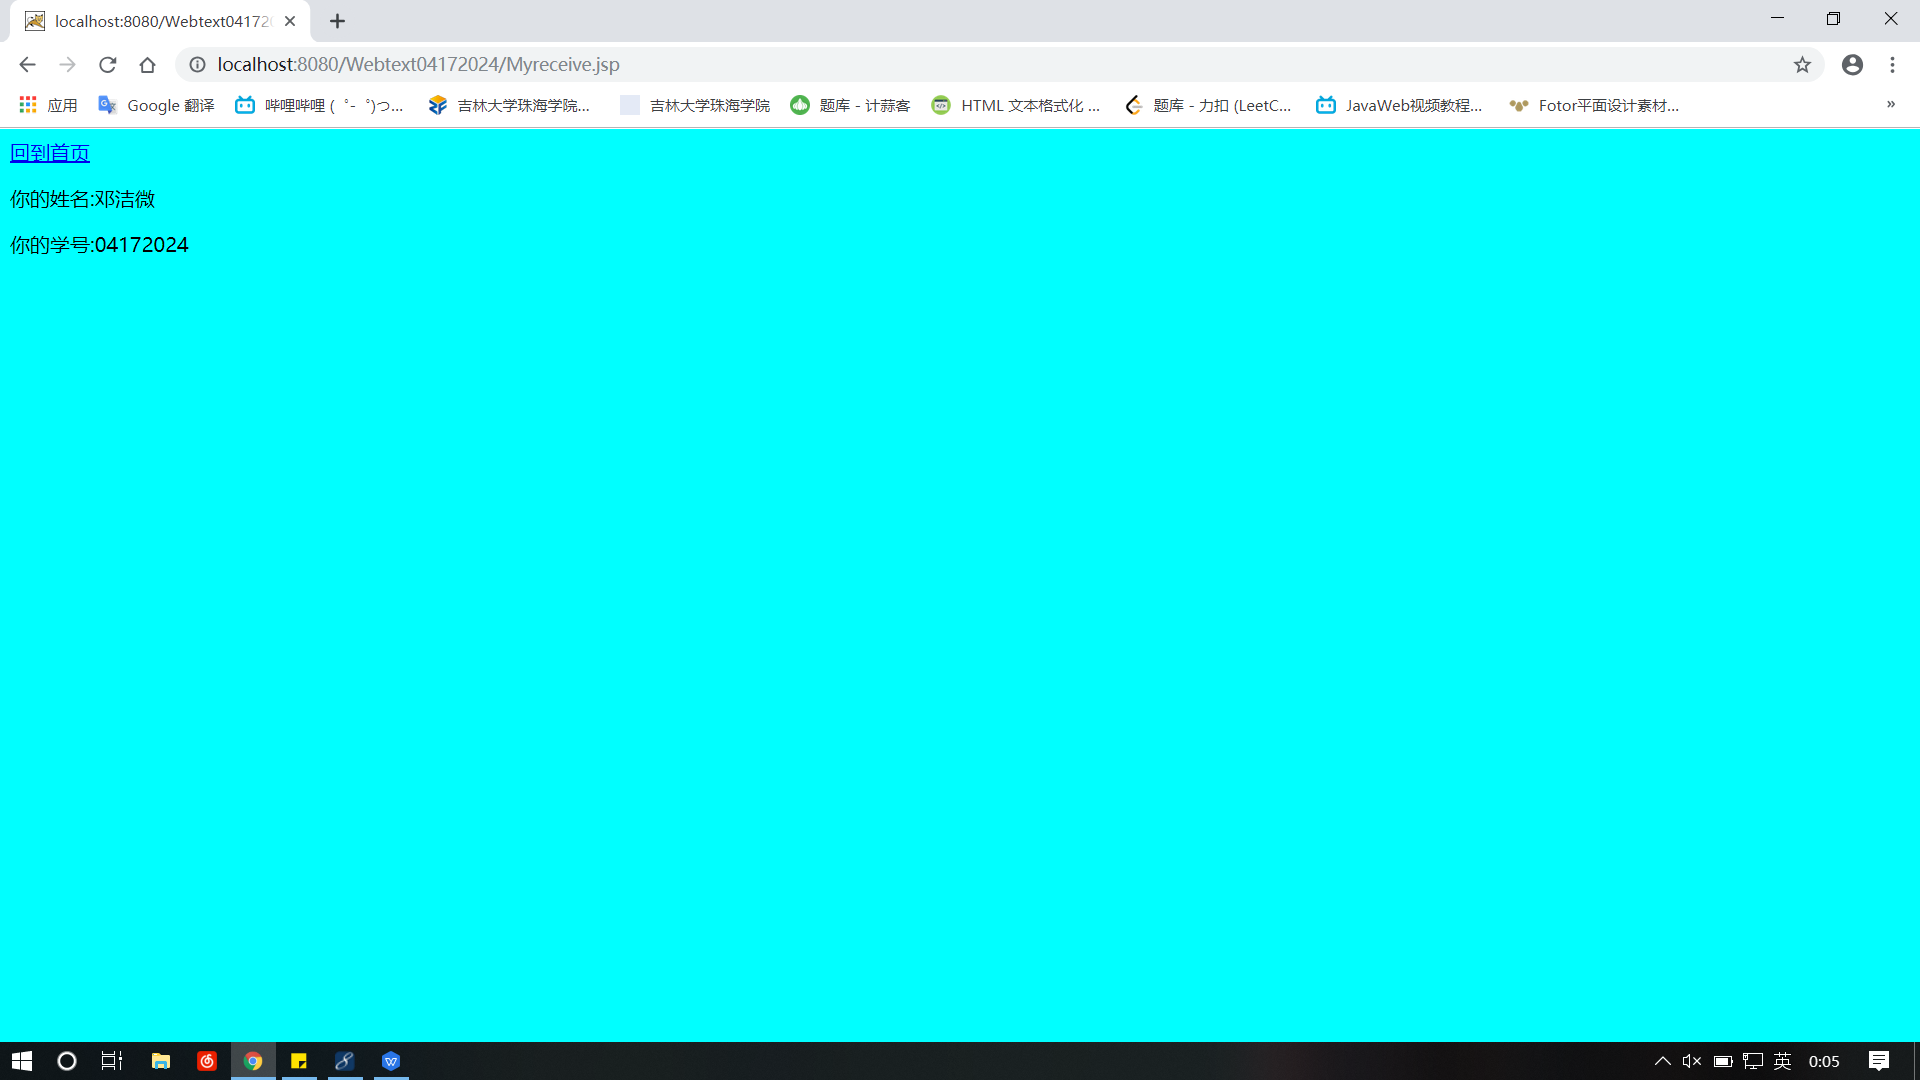 localhost:8080/Webtext04172
localhost:8080/Webtext04172024/Myreceive.jsp
应用 Google 翻译 哔哩哔哩 ( ゜- ゜)つ... 吉林大学珠海学院... 吉林大学珠海学院 题库 - 计蒜客 HTML 文本格式化 ... 题库 - 力扣 (LeetC... JavaWeb视频教程... Fotor平面设计素材... »
回到首页
你的姓名:邓洁微
你的学号:04172024
英 0:05